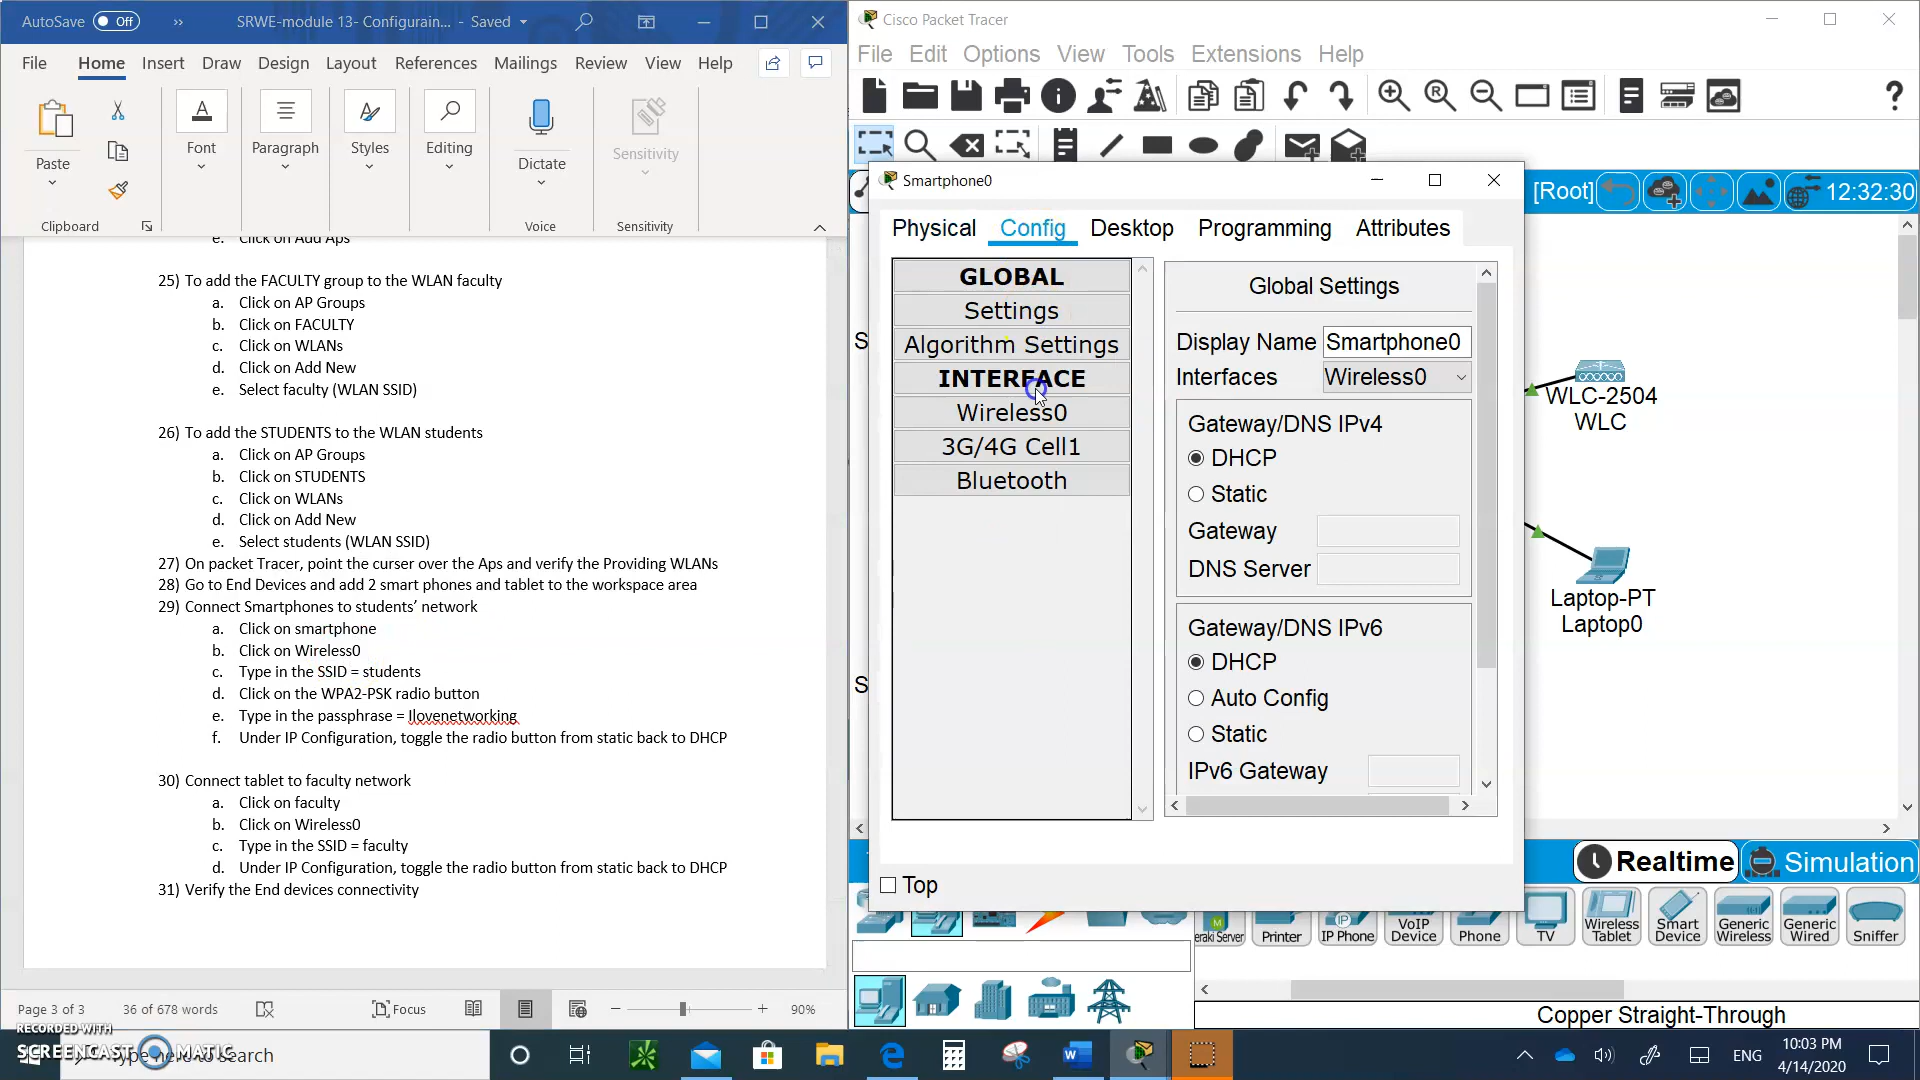 AutoSave Off SRWE-module 13- Configurain... - Saved
File Home Insert Draw Design Layout References Mailings Review View Help
Paste Font Paragraph Styles Editing Dictate Sensitivity
Clipboard Voice Sensitivity
e. Click on Add Aps
25) To add the FACULTY group to the WLAN faculty
a. Click on AP Groups
b. Click on FACULTY
c. Click on WLANs
d. Click on Add New
e. Select faculty (WLAN SSID)
26) To add the STUDENTS to the WLAN students
a. Click on AP Groups
b. Click on STUDENTS
c. Click on WLANs
d. Click on Add New
e. Select students (WLAN SSID)
27) On packet Tracer, point the curser over the Aps and verify the Providing WLANs
28) Go to End Devices and add 2 smart phones and tablet to the workspace area
29) Connect Smartphones to students' network
a. Click on smartphone
b. Click on Wireless0
c. Type in the SSID = students
d. Click on the WPA2-PSK radio button
e. Type in the passphrase = Ilovenetworking
f. Under IP Configuration, toggle the radio button from static back to DHCP
30) Connect tablet to faculty network
a. Click on faculty
b. Click on Wireless0
c. Type in the SSID = faculty
d. Under IP Configuration, toggle the radio button from static back to DHCP
31) Verify the End devices connectivity
Page 3 of 3 36 of 678 words Focus 90%
Cisco Packet Tracer
File Edit Options View Tools Extensions Help
[Root] 12:32:30
Smartphone0
Physical Config Desktop Programming Attributes
GLOBAL
Settings
Algorithm Settings
INTERFACE
Wireless0
3G/4G Cell1
Bluetooth
Global Settings
Display Name Smartphone0
Interfaces Wireless0
Gateway/DNS IPv4
DHCP
Static
Gateway
DNS Server
Gateway/DNS IPv6
DHCP
Auto Config
Static
IPv6 Gateway
Top
S
S
WLC-2504
WLC
Laptop-PT
Laptop0
Realtime Simulation
eraki Server Printer IP Phone VoIP Device Phone TV Wireless Tablet Smart Device Generic Wireless Generic Wired Sniffer
Copper Straight-Through
RECORDED WITH
SCREENCAST MATIC
Type here to search
ENG
10:03 PM
4/14/2020